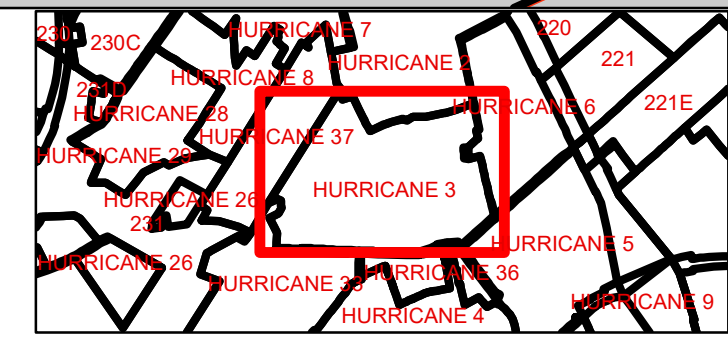 230
HURRICANE 7
220
230C
221
HURRICANE 2
HURRICANE 8
231D
221E
HURRICANE 28
HURRICANE 6
HURRICANE 37
HURRICANE 29
HURRICANE 3
HURRICANE 26
231
HURRICANE 5
HURRICANE 26
HURRICANE 36
HURRICANE 33
HURRICANE 9
HURRICANE 4